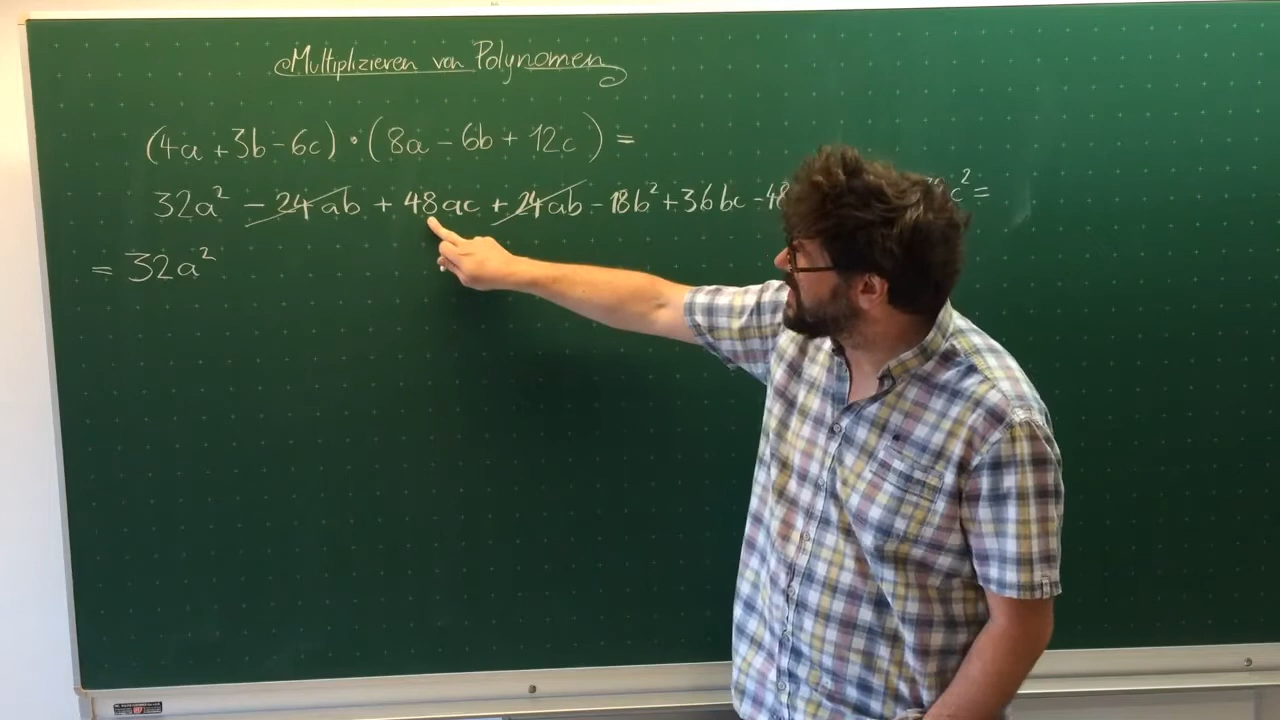 Multiplizieren von Polynomen
(4a + 3b - 6c) • (8a - 6b + 12c) =
32a² - 24ab + 48ac + 24ab - 18b² + 36bc - 48 c² =
= 32a²